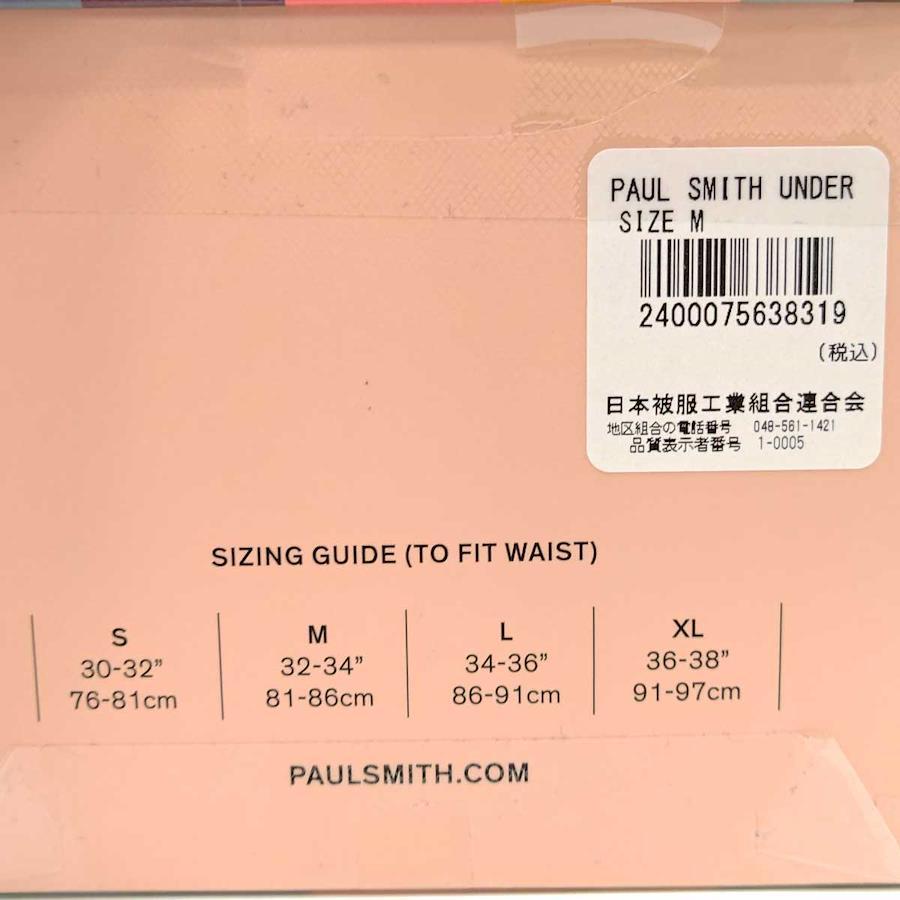 PAUL SMITH UNDER
SIZE M
2400075638319
(税込)
日本被服工業組合連合会
地区組合の電話番号 048-561-1421
品質表示者番号 1-0005
SIZING GUIDE (TO FIT WAIST)
S M L XL
30-32” 32-34” 34-36” 36-38”
76-81cm 81-86cm 86-91cm 91-97cm
PAULSMITH.COM